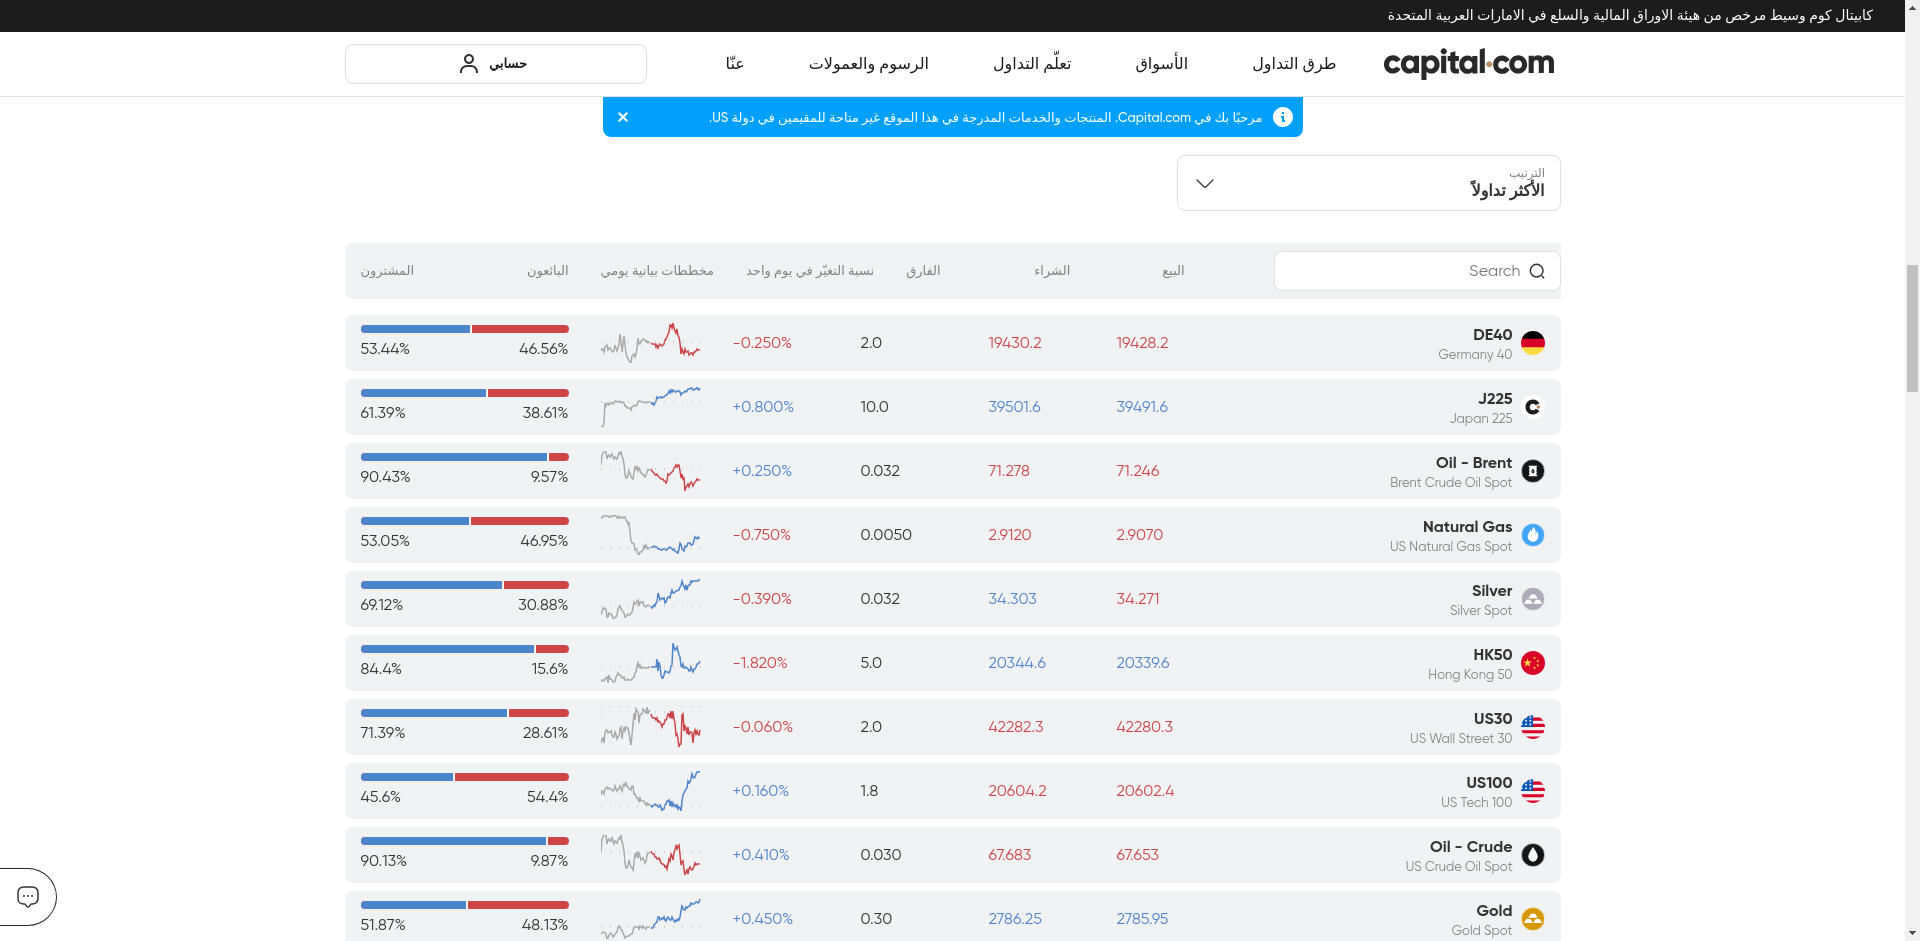 كابيتال كوم وسيط مرخص من هيئة الاوراق المالية والسلع في الامارات العربية المتحدة
capital.com طرق التداول الأسواق تعلّم التداول الرسوم والعمولات عنّا حسابي
مرحبًا بك في Capital.com. المنتجات والخدمات المدرجة في هذا الموقع غير متاحة للمقيمين في دولة US.
الترتيب
الأكثر تداولاً
Search البيع الشراء الفارق نسبة التغيّر في يوم واحد مخططات بيانية يومي البائعون المشترون
DE40 19428.2 19430.2 2.0 -0.250% 46.56% 53.44%
Germany 40
J225 39491.6 39501.6 10.0 +0.800% 38.61% 61.39%
Japan 225
Oil - Brent 71.246 71.278 0.032 +0.250% 9.57% 90.43%
Brent Crude Oil Spot
Natural Gas 2.9070 2.9120 0.0050 -0.750% 46.95% 53.05%
US Natural Gas Spot
Silver 34.271 34.303 0.032 -0.390% 30.88% 69.12%
Silver Spot
HK50 20339.6 20344.6 5.0 -1.820% 15.6% 84.4%
Hong Kong 50
US30 42280.3 42282.3 2.0 -0.060% 28.61% 71.39%
US Wall Street 30
US100 20602.4 20604.2 1.8 +0.160% 54.4% 45.6%
US Tech 100
Oil - Crude 67.653 67.683 0.030 +0.410% 9.87% 90.13%
US Crude Oil Spot
Gold 2785.95 2786.25 0.30 +0.450% 48.13% 51.87%
Gold Spot